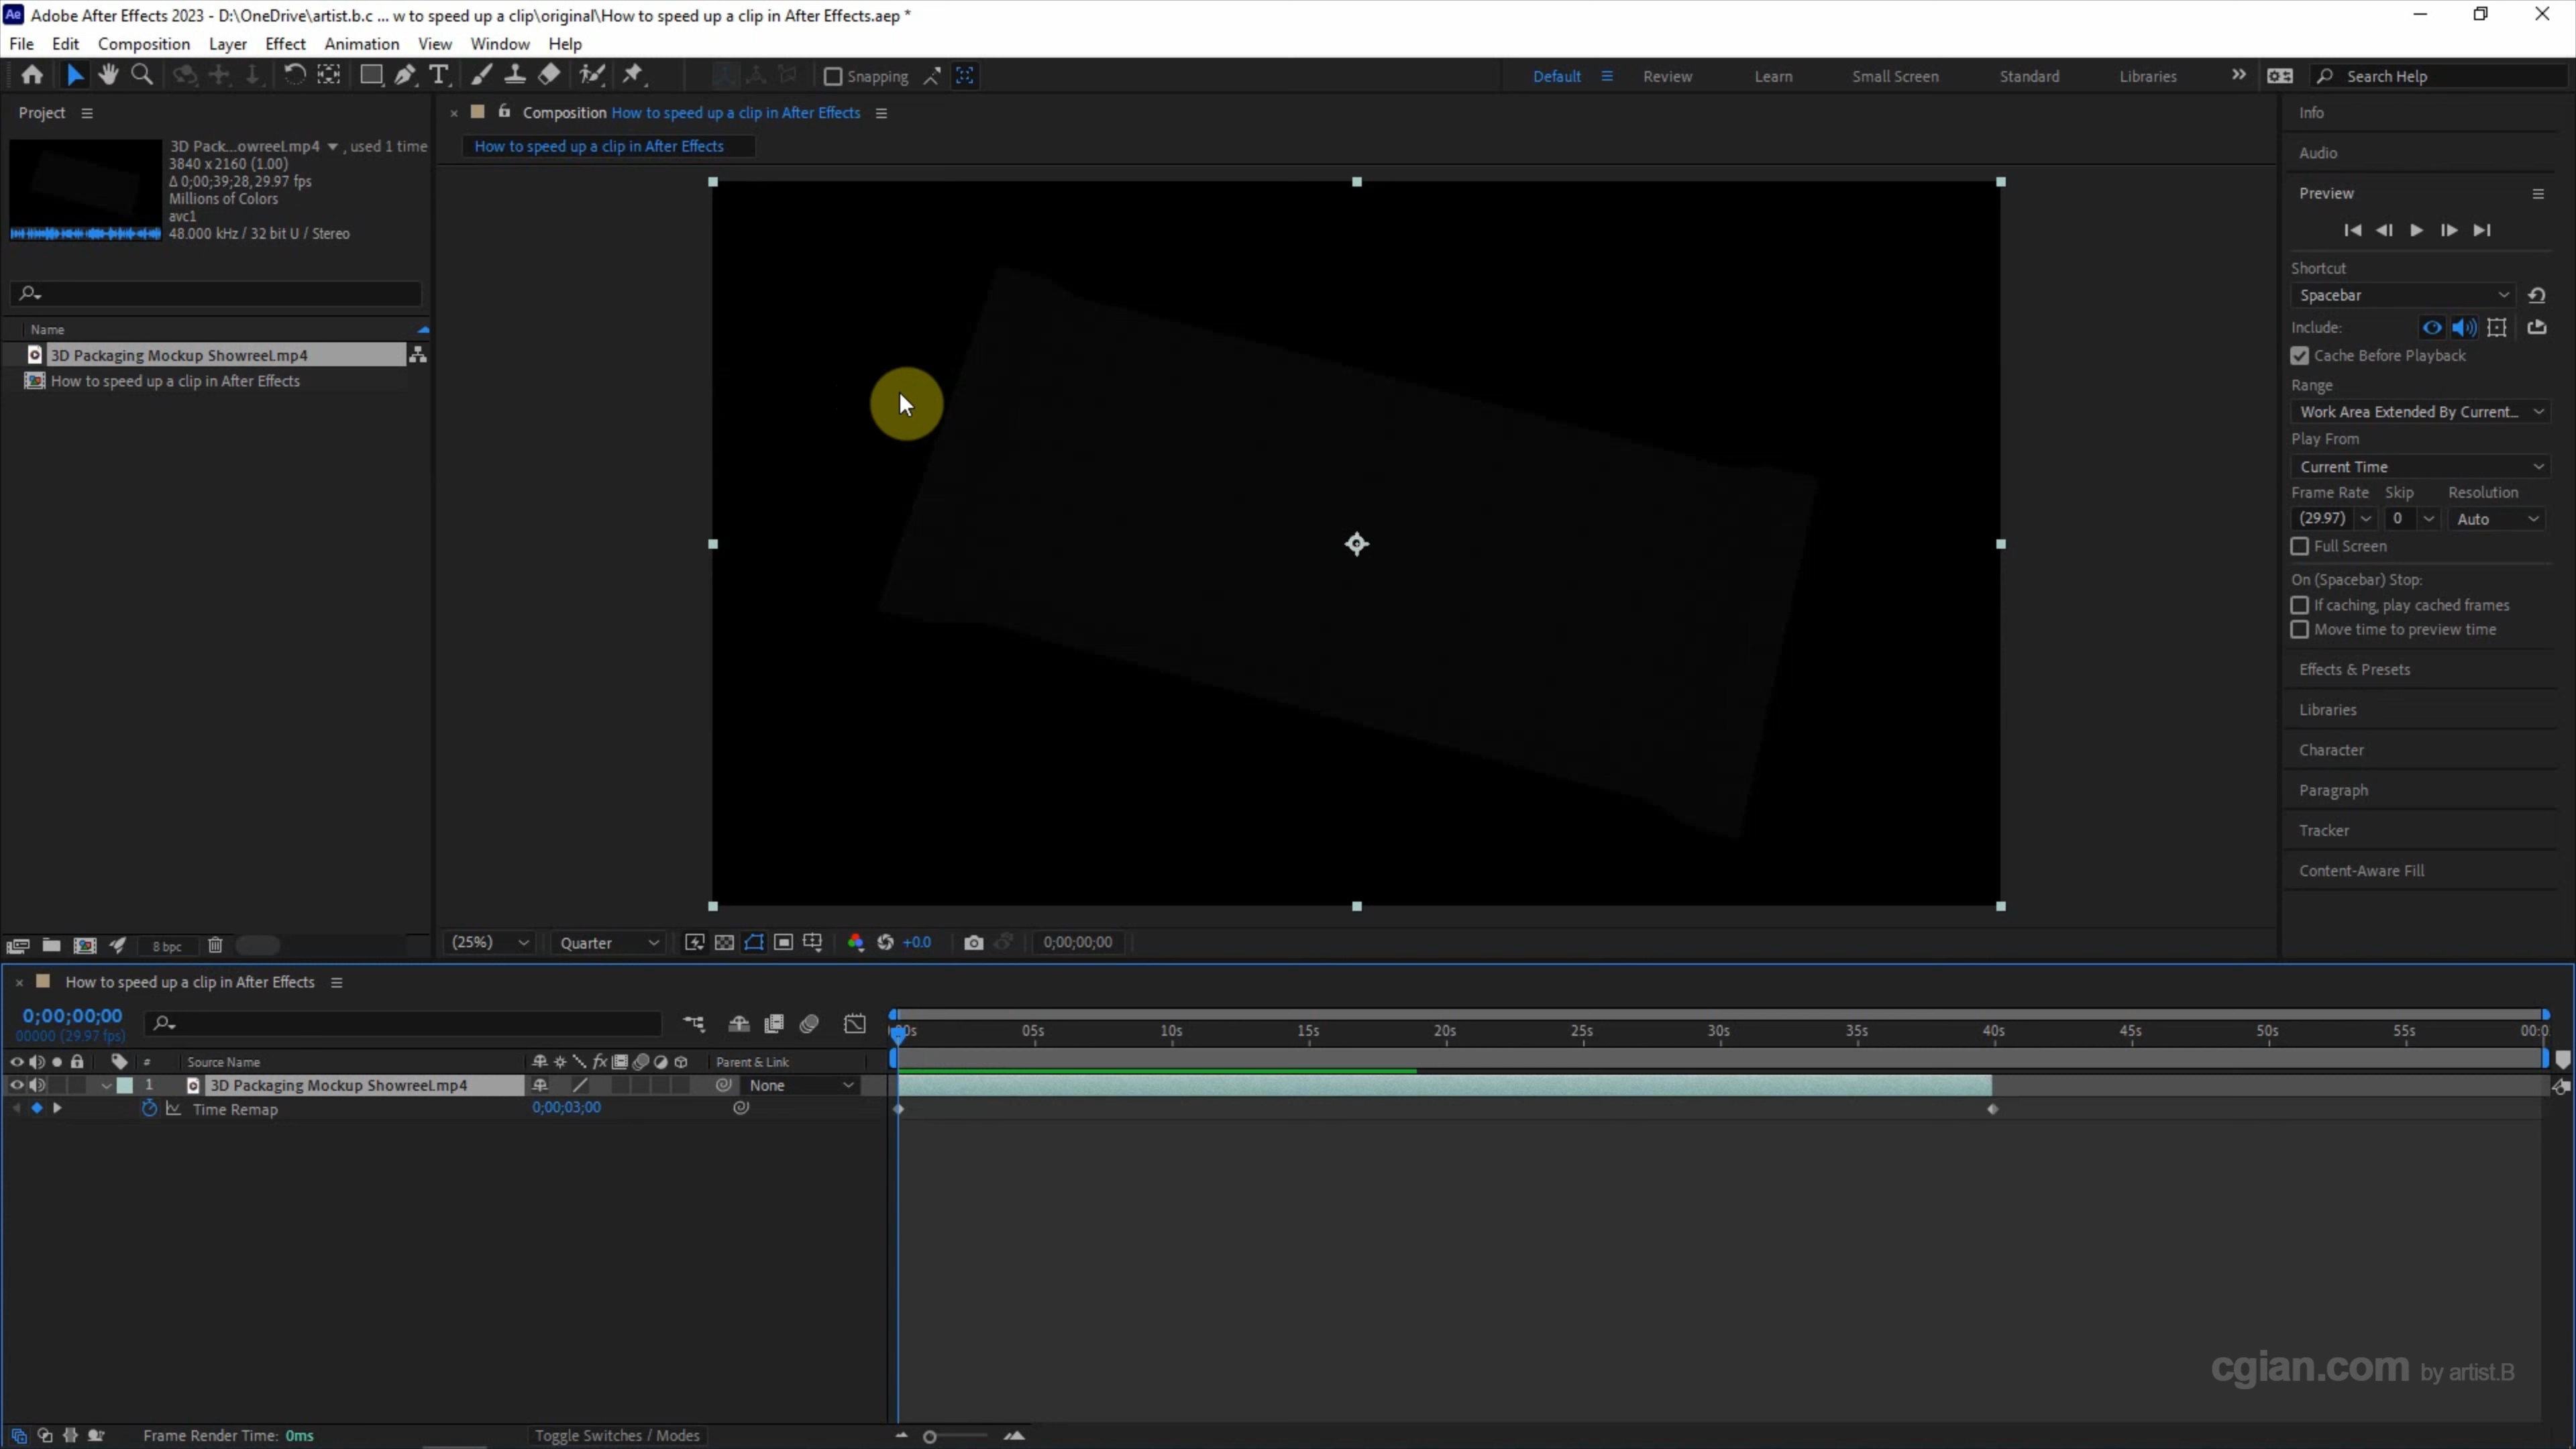 Adobe After Effects 2023 - D:\OneDrive\artist.b.c ... w to speed up a clip\original\How to speed up a clip in After Effects.aep *
File Edit Composition Layer Effect Animation View Window Help
Snapping
Default Review Learn Small Screen Standard Libraries Search Help
Project
3D Pack...owreel.mp4 , used 1 time
3840 x 2160 (1.00)
Δ 0;00;39;28, 29.97 fps
Millions of Colors
avc1
48.000 kHz / 32 bit U / Stereo
Name
3D Packaging Mockup Showreel.mp4
How to speed up a clip in After Effects
8 bpc
Composition How to speed up a clip in After Effects
How to speed up a clip in After Effects
(25%) Quarter +0.0 0;00;00;00
Info
Audio
Preview
Shortcut
Spacebar
Include:
Cache Before Playback
Range
Work Area Extended By Current...
Play From
Current Time
Frame Rate Skip Resolution
(29.97) 0 Auto
Full Screen
On (Spacebar) Stop:
If caching, play cached frames
Move time to preview time
Effects & Presets
Libraries
Character
Paragraph
Tracker
Content-Aware Fill
How to speed up a clip in After Effects
0;00;00;00
00000 (29.97 fps)
05s 10s 15s 20s 25s 30s 35s 40s 45s 50s 55s
# Source Name fx Parent & Link
1 3D Packaging Mockup Showreel.mp4 None
Time Remap 0;00;03;00
cgian.com by artist.B
Frame Render Time: 0ms Toggle Switches / Modes